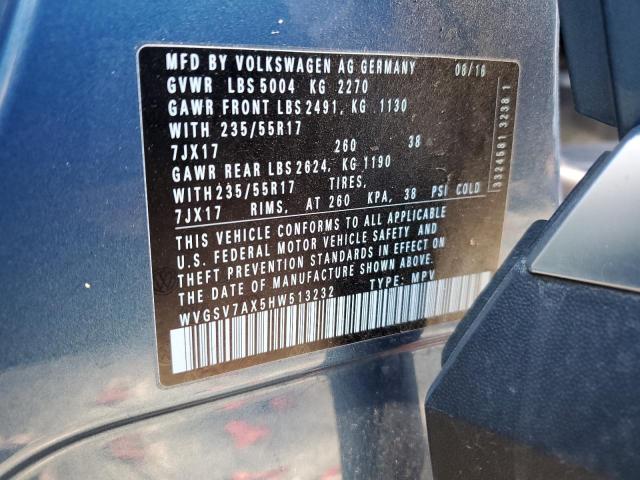 MFD BY VOLKSWAGEN AG GERMANY 08/16
GVWR LBS 5004 KG 2270
GAWR FRONT LBS 2491, KG 1130
WITH 235/55R17
7JX17 260 38
GAWR REAR LBS 2624, KG 1190
WITH 235/55R17 TIRES,
7JX17 RIMS, AT 260 KPA, 38 PSI COLD
THIS VEHICLE CONFORMS TO ALL APPLICABLE
U.S. FEDERAL MOTOR VEHICLE SAFETY AND
THEFT PREVENTION STANDARDS IN EFFECT ON
THE DATE OF MANUFACTURE SHOWN ABOVE.
WVGSV7AX5HW513232 TYPE: MPV
3324581 3238 1